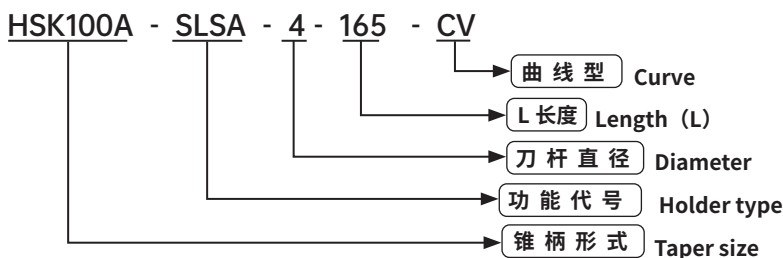 HSK100A - SLSA - 4 - 165 - CV
曲 线 型 Curve
L 长度 Length（L）
刀 杆 直 径 Diameter
功 能 代 号 Holder type
锥 柄 形 式 Taper size